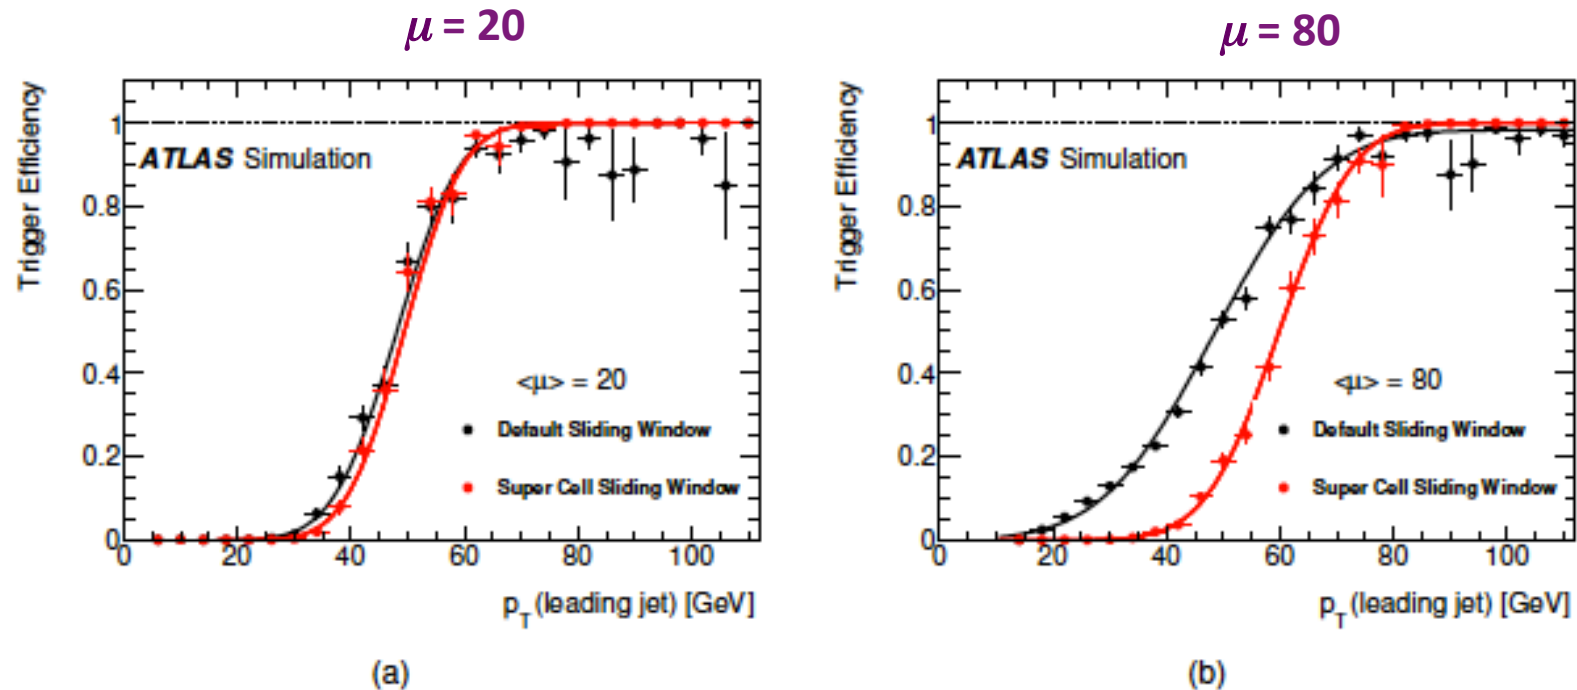 μ = 20
μ = 80
Trigger Efficiency
1
0.8
0.6
0.4
0.2
0
ATLAS Simulation
<μ> = 20
Default Sliding Window
Super Cell Sliding Window
0 20 40 60 80 100
p_T (leading jet) [GeV]
(a)
Trigger Efficiency
1
0.8
0.6
0.4
0.2
0
ATLAS Simulation
<μ> = 80
Default Sliding Window
Super Cell Sliding Window
0 20 40 60 80 100
p_T (leading jet) [GeV]
(b)